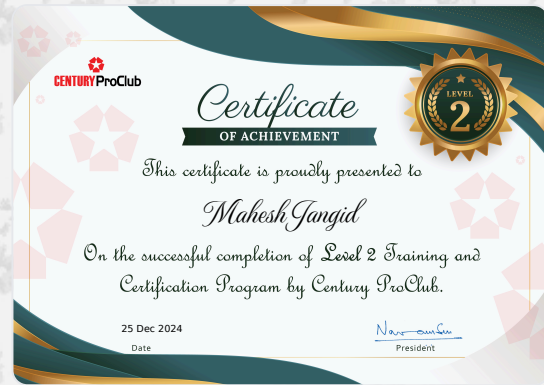 CENTURY ProClub
LEVEL
2
Certificate
OF ACHIEVEMENT
This certificate is proudly presented to
Mahesh Jangid
On the successful completion of Level 2 Training and
Certification Program by Century ProClub.
25 Dec 2024
Date
President